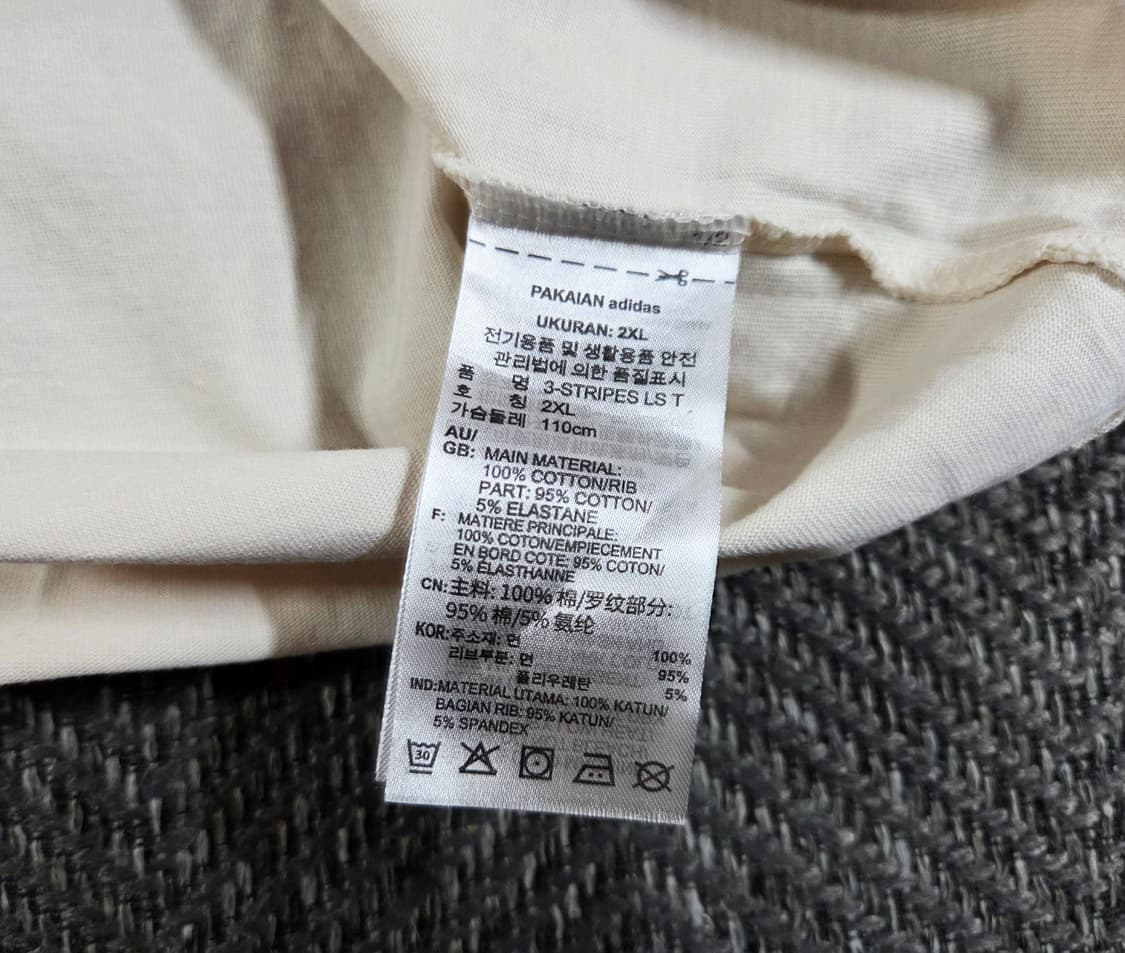 PAKAIAN adidas
UKURAN: 2XL
전기용품 및 생활용품 안전
관리법에 의한 품질표시
품 명 3-STRIPES LS T
호 칭 2XL
가슴둘레 110cm
AU/
GB: MAIN MATERIAL:
100% COTTON/RIB
PART: 95% COTTON/
5% ELASTANE
F: MATIERE PRINCIPALE:
100% COTON/EMPIECEMENT
EN BORD COTE: 95% COTON/
5% ELASTHANNE
CN:主料: 100% 棉/罗纹部分:
95% 棉/5% 氨纶
KOR:주소재: 면 100%
리브부문: 면 95%
폴리우레탄 5%
IND:MATERIAL UTAMA: 100% KATUN/
BAGIAN RIB: 95% KATUN/
5% SPANDEX
30